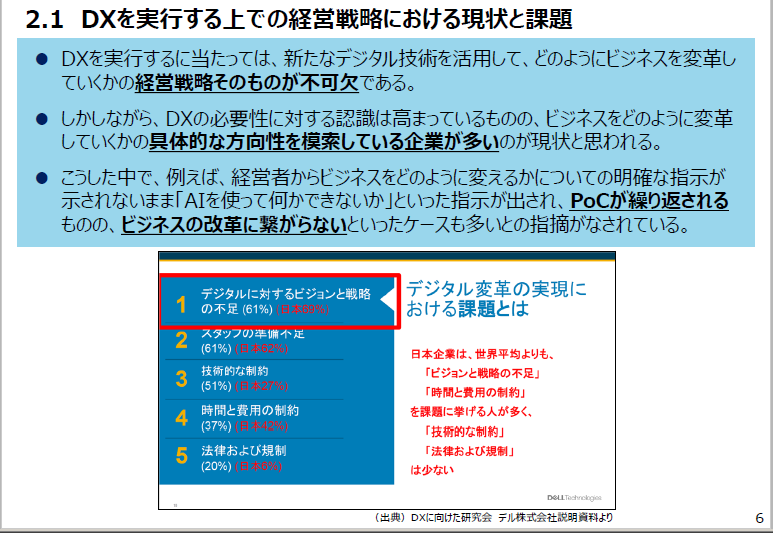 2.1 DXを実行する上での経営戦略における現状と課題
● DXを実行するに当たっては、新たなデジタル技術を活用して、どのようにビジネスを変革し
ていくかの経営戦略そのものが不可欠である。
● しかしながら、DXの必要性に対する認識は高まっているものの、ビジネスをどのように変革
していくかの具体的な方向性を模索している企業が多いのが現状と思われる。
● こうした中で、例えば、経営者からビジネスをどのように変えるかについての明確な指示が
示されないまま「AIを使って何かできないか」といった指示が出され、PoCが繰り返される
ものの、ビジネスの改革に繋がらないといったケースも多いとの指摘がなされている。
1 デジタルに対するビジョンと戦略
の不足 (61%)
2 スタッフの準備不足
(61%)
3 技術的な制約
(51%) (日本27%)
4 時間と費用の制約
(37%)
5 法律および規制
(20%)
デジタル変革の実現に
おける課題とは
日本企業は、世界平均よりも、
「ビジョンと戦略の不足」
「時間と費用の制約」
を課題に挙げる人が多く、
「技術的な制約」
「法律および規制」
は少ない
DELLTechnologies
（出典）DXに向けた研究会 デル株式会社説明資料より
6